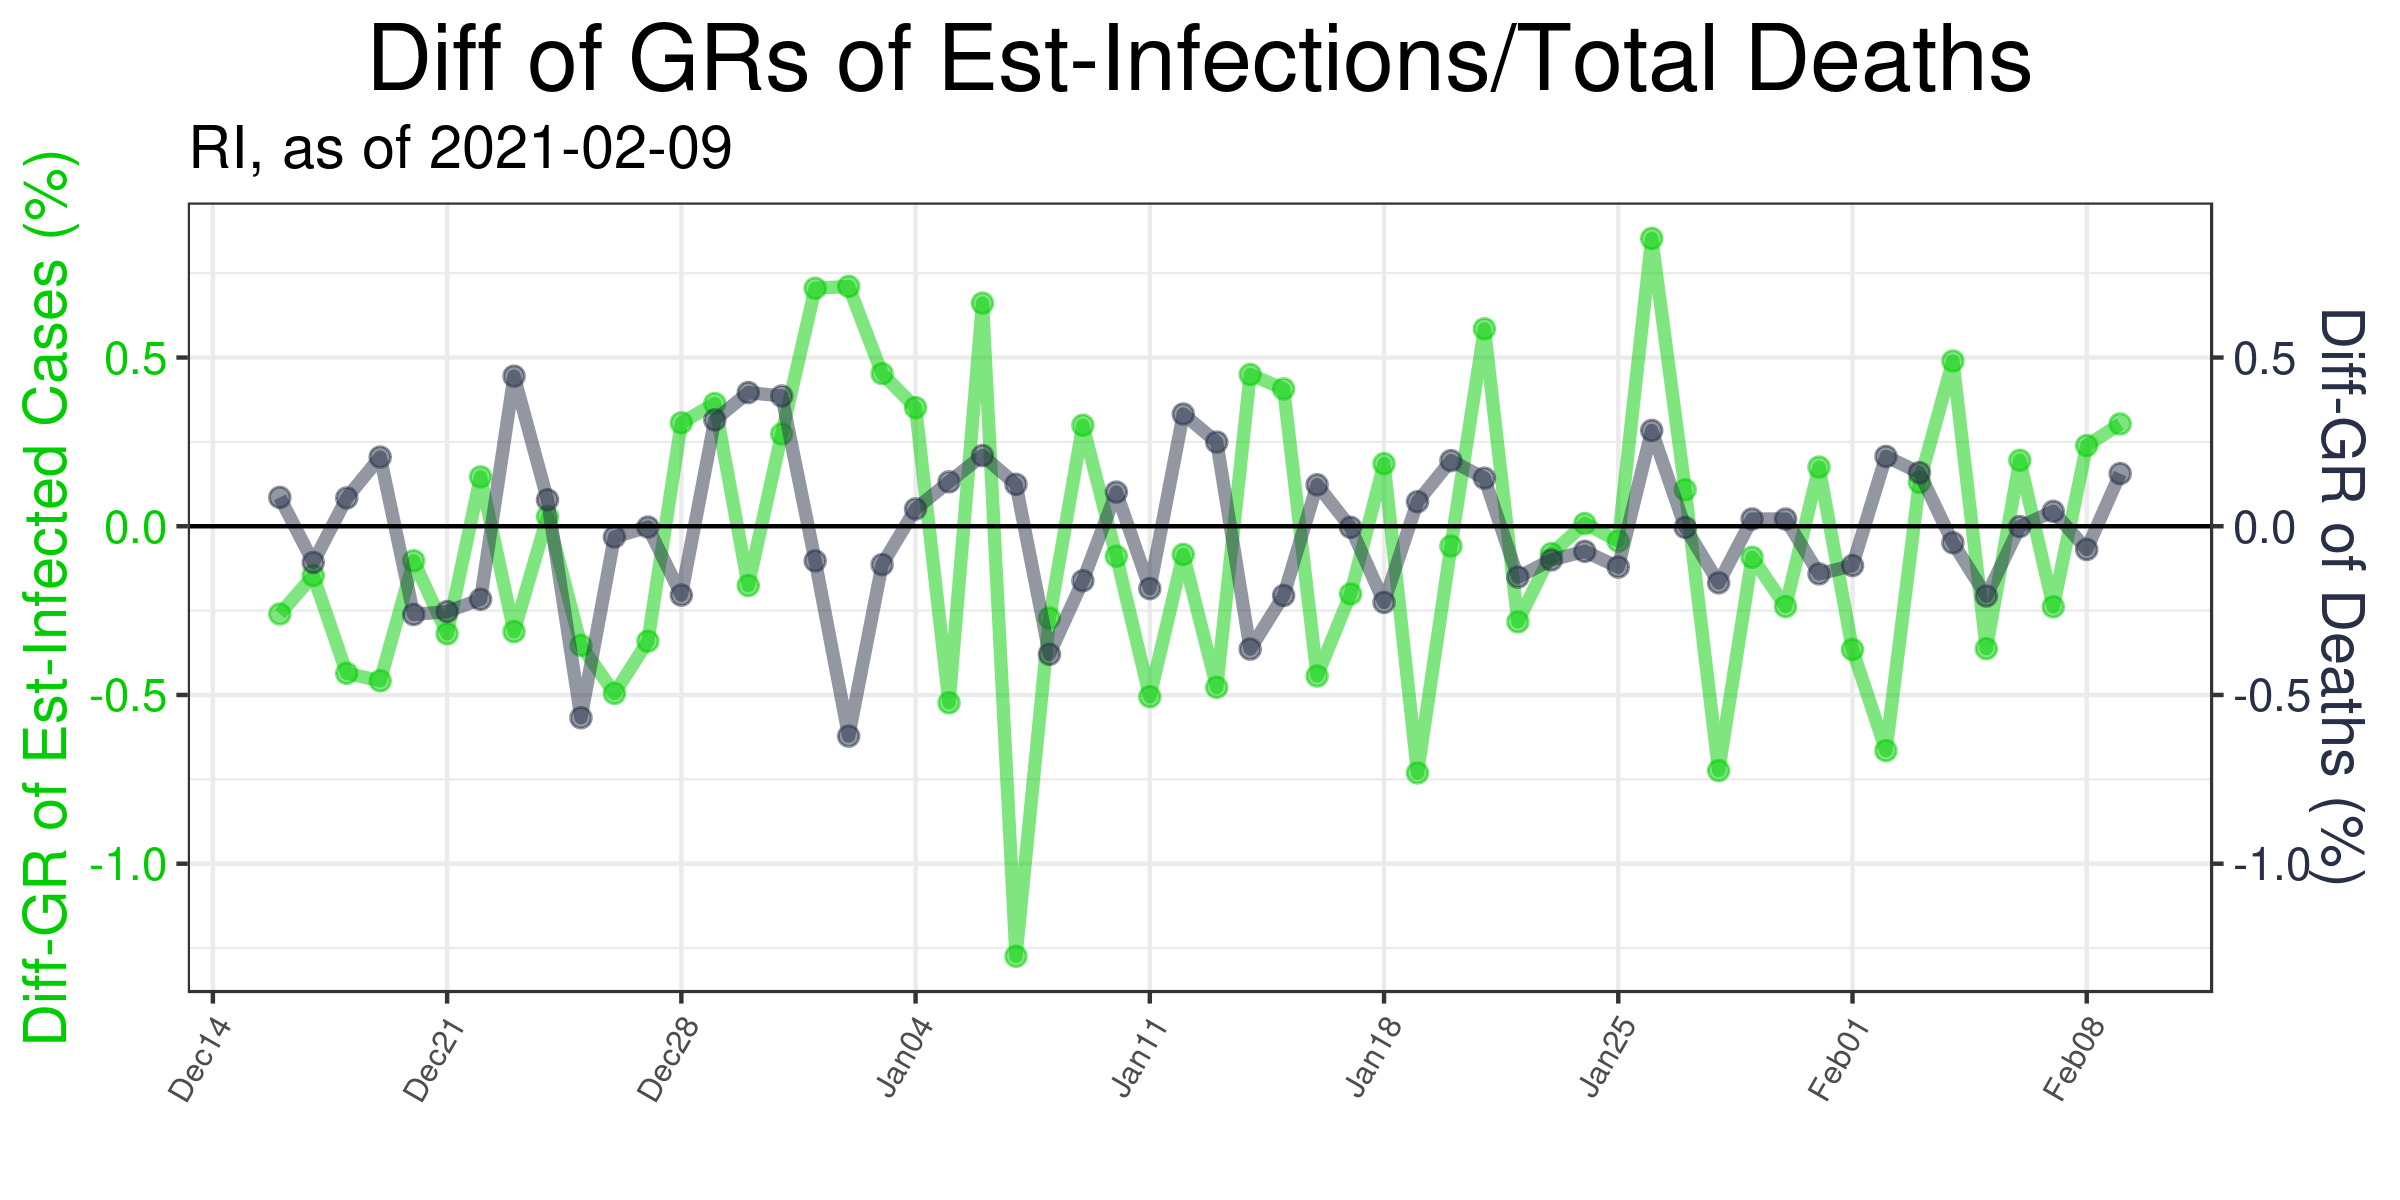 Diff of GRs of Est-Infections/Total Deaths
RI, as of 2021-02-09
Diff-GR of Est-Infected Cases (%)
0.5
0.0
-0.5
-1.0
0.5
0.0
-0.5
-1.0
Diff-GR of Deaths (%)
Dec14
Dec21
Dec28
Jan04
Jan11
Jan18
Jan25
Feb01
Feb08